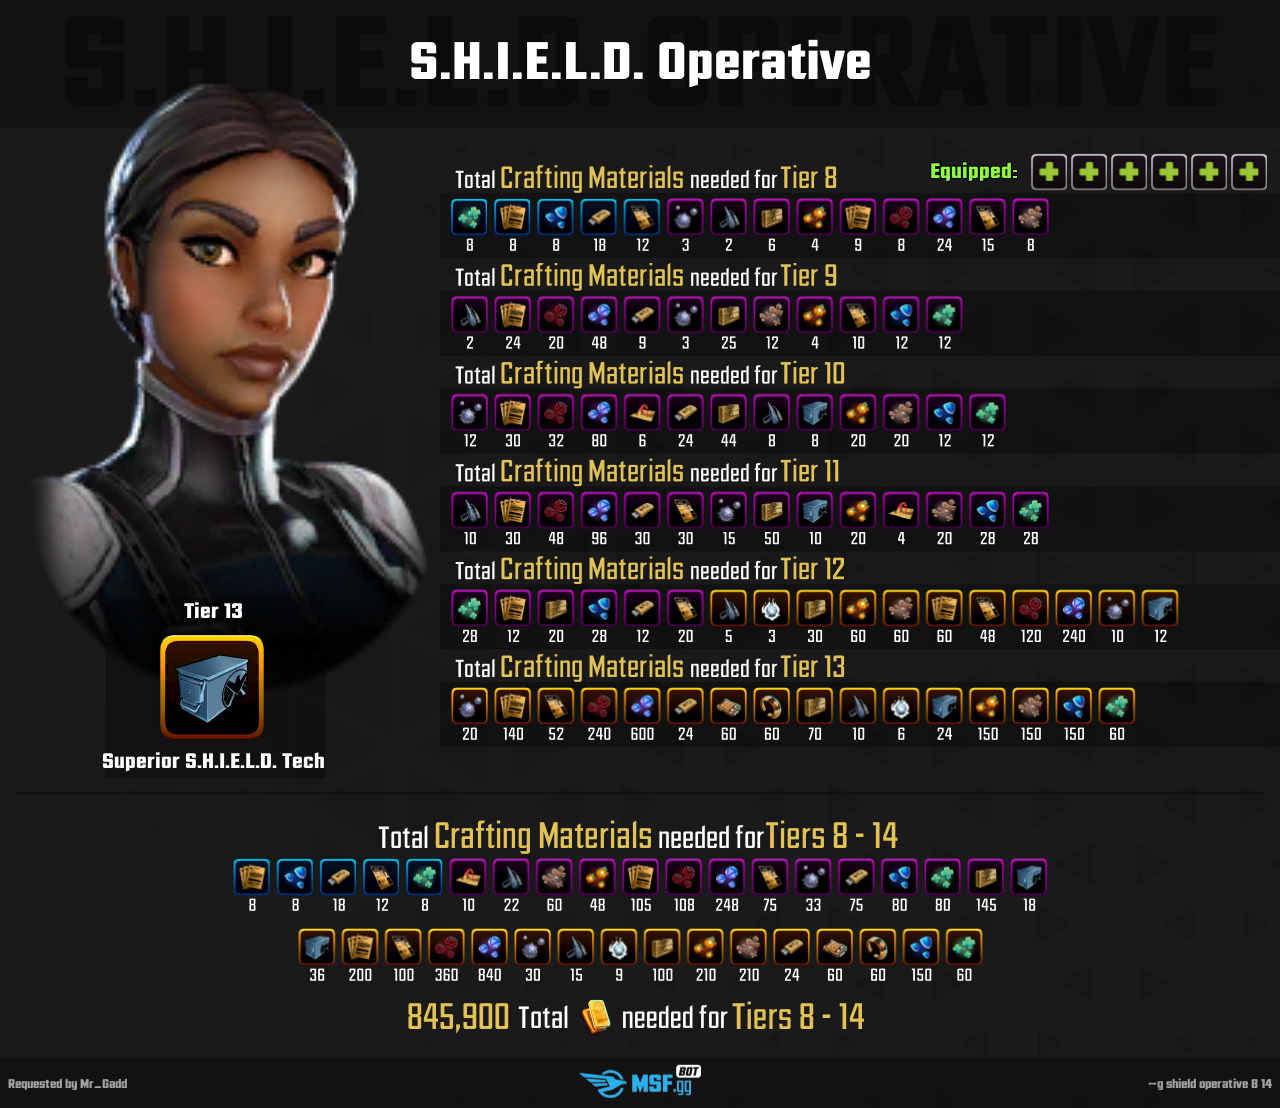 S.H.I.E.L.D. OPERATIVE
S.H.I.E.L.D. Operative
Equipped:
Total Crafting Materials needed for Tier 8
8 8 8 18 12 3 2 6 4 9 8 24 15 8
Total Crafting Materials needed for Tier 9
2 24 20 48 9 3 25 12 4 10 12 12
Total Crafting Materials needed for Tier 10
12 30 32 80 6 24 44 8 8 20 20 12 12
Total Crafting Materials needed for Tier 11
10 30 48 96 30 30 15 50 10 20 4 20 28 28
Total Crafting Materials needed for Tier 12
28 12 20 28 12 20 5 3 30 60 60 60 48 120 240 10 12
Total Crafting Materials needed for Tier 13
20 140 52 240 600 24 60 60 70 10 6 24 150 150 150 60
Tier 13
Superior S.H.I.E.L.D. Tech
Total Crafting Materials needed for Tiers 8 - 14
8 8 18 12 8 10 22 60 48 105 108 248 75 33 75 80 80 145 18
36 200 100 360 840 30 15 9 100 210 210 24 60 60 150 60
845,900 Total needed for Tiers 8 - 14
Requested by Mr_Gadd
MSF.gg BOT
~g shield operative 8 14